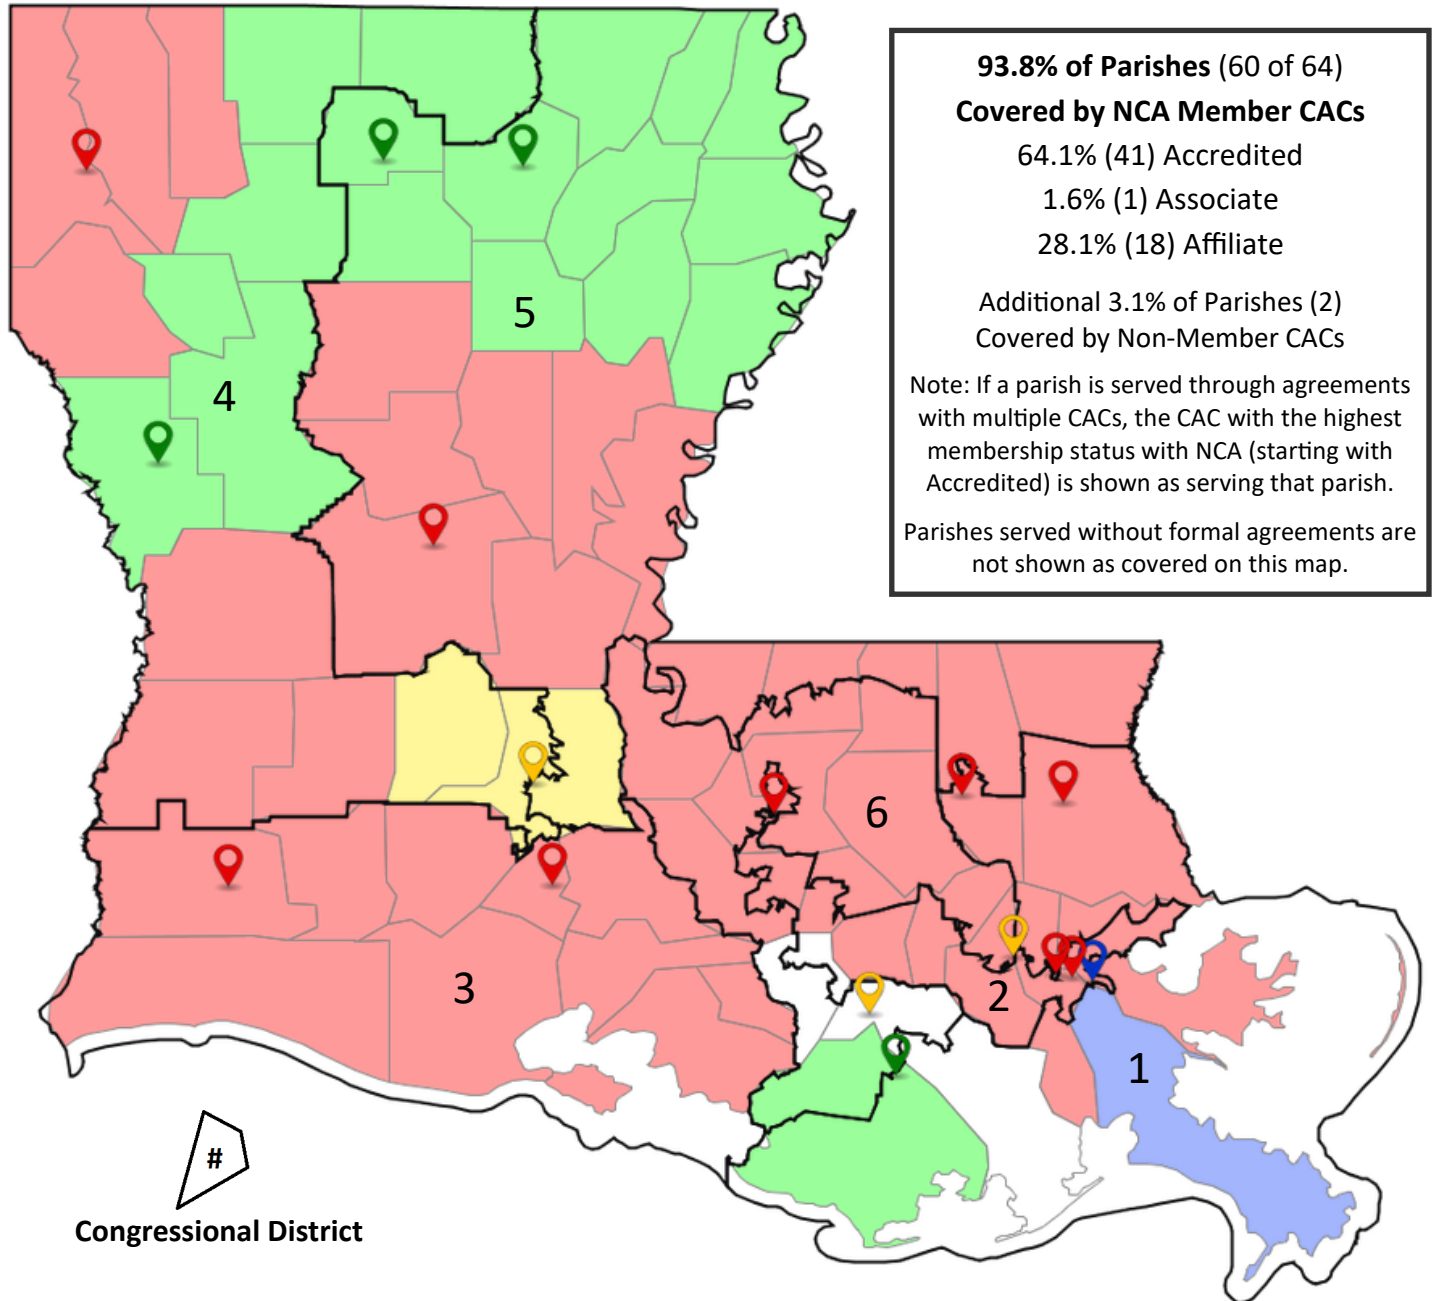 93.8% of Parishes (60 of 64)
Covered by NCA Member CACs
64.1% (41) Accredited
1.6% (1) Associate
28.1% (18) Affiliate
Additional 3.1% of Parishes (2)
Covered by Non-Member CACs
Note: If a parish is served through agreements
with multiple CACs, the CAC with the highest
membership status with NCA (starting with
Accredited) is shown as serving that parish.
Parishes served without formal agreements are
not shown as covered on this map.
5
4
6
3
2
1
#
Congressional District